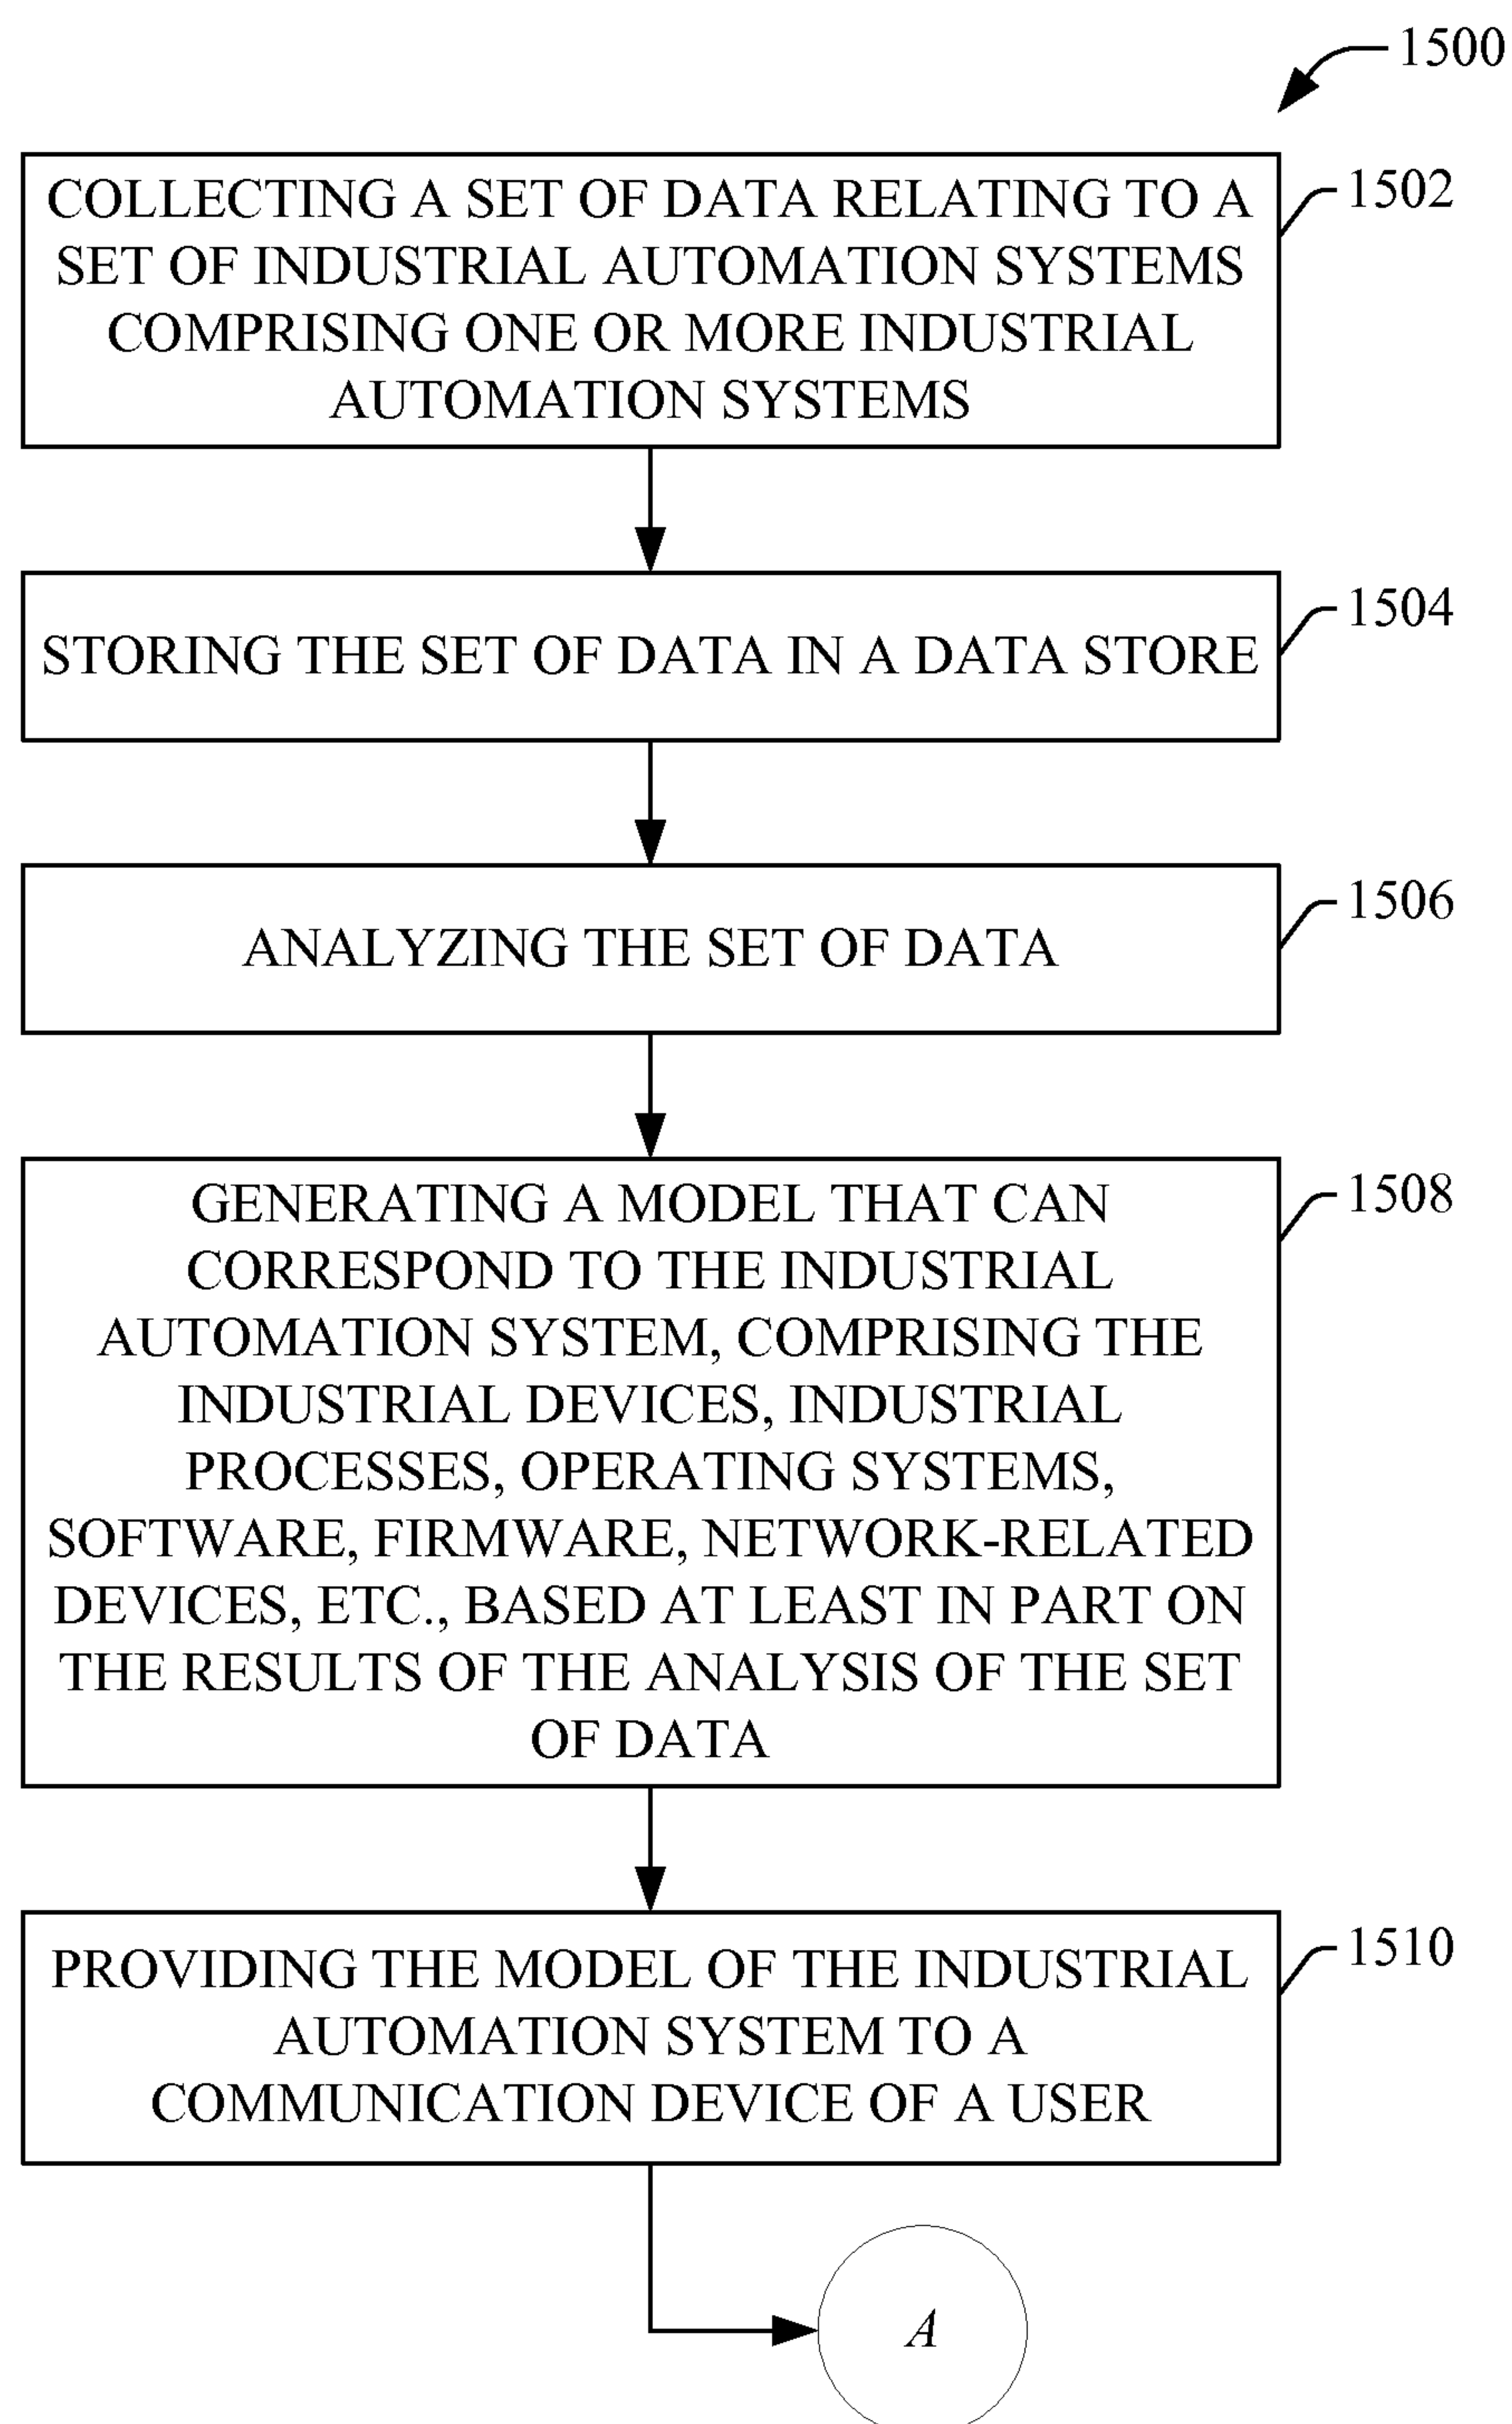 1500
COLLECTING A SET OF DATA RELATING TO A
SET OF INDUSTRIAL AUTOMATION SYSTEMS
COMPRISING ONE OR MORE INDUSTRIAL
AUTOMATION SYSTEMS
1502
STORING THE SET OF DATA IN A DATA STORE
1504
ANALYZING THE SET OF DATA
1506
GENERATING A MODEL THAT CAN
CORRESPOND TO THE INDUSTRIAL
AUTOMATION SYSTEM, COMPRISING THE
INDUSTRIAL DEVICES, INDUSTRIAL
PROCESSES, OPERATING SYSTEMS,
SOFTWARE, FIRMWARE, NETWORK-RELATED
DEVICES, ETC., BASED AT LEAST IN PART ON
THE RESULTS OF THE ANALYSIS OF THE SET
OF DATA
1508
PROVIDING THE MODEL OF THE INDUSTRIAL
AUTOMATION SYSTEM TO A
COMMUNICATION DEVICE OF A USER
1510
A